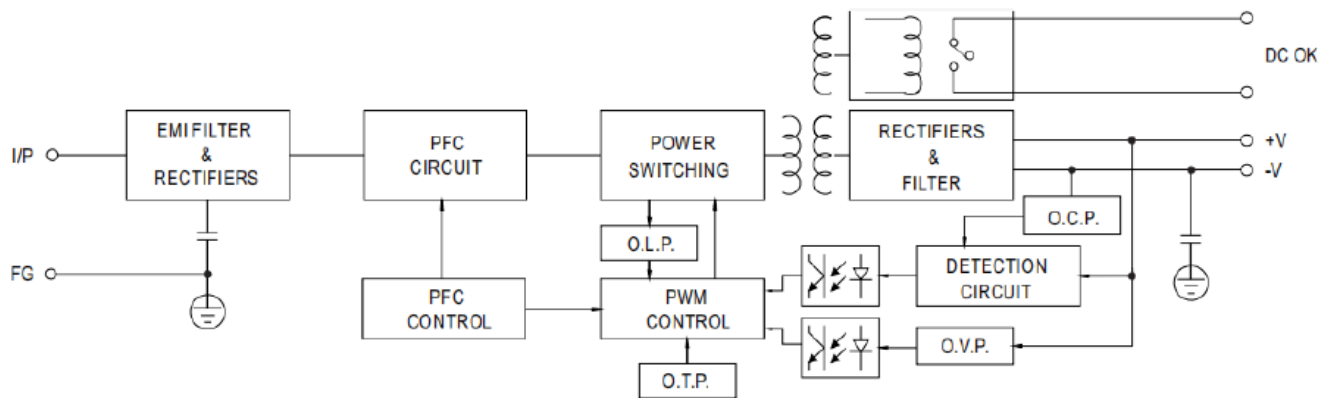 DC OK
EMI FILTER
&
RECTIFIERS
PFC
CIRCUIT
POWER
SWITCHING
RECTIFIERS
&
FILTER
I/P
+V
-V
O.C.P.
O.L.P.
FG
DETECTION
CIRCUIT
PFC
CONTROL
PWM
CONTROL
O.V.P.
O.T.P.